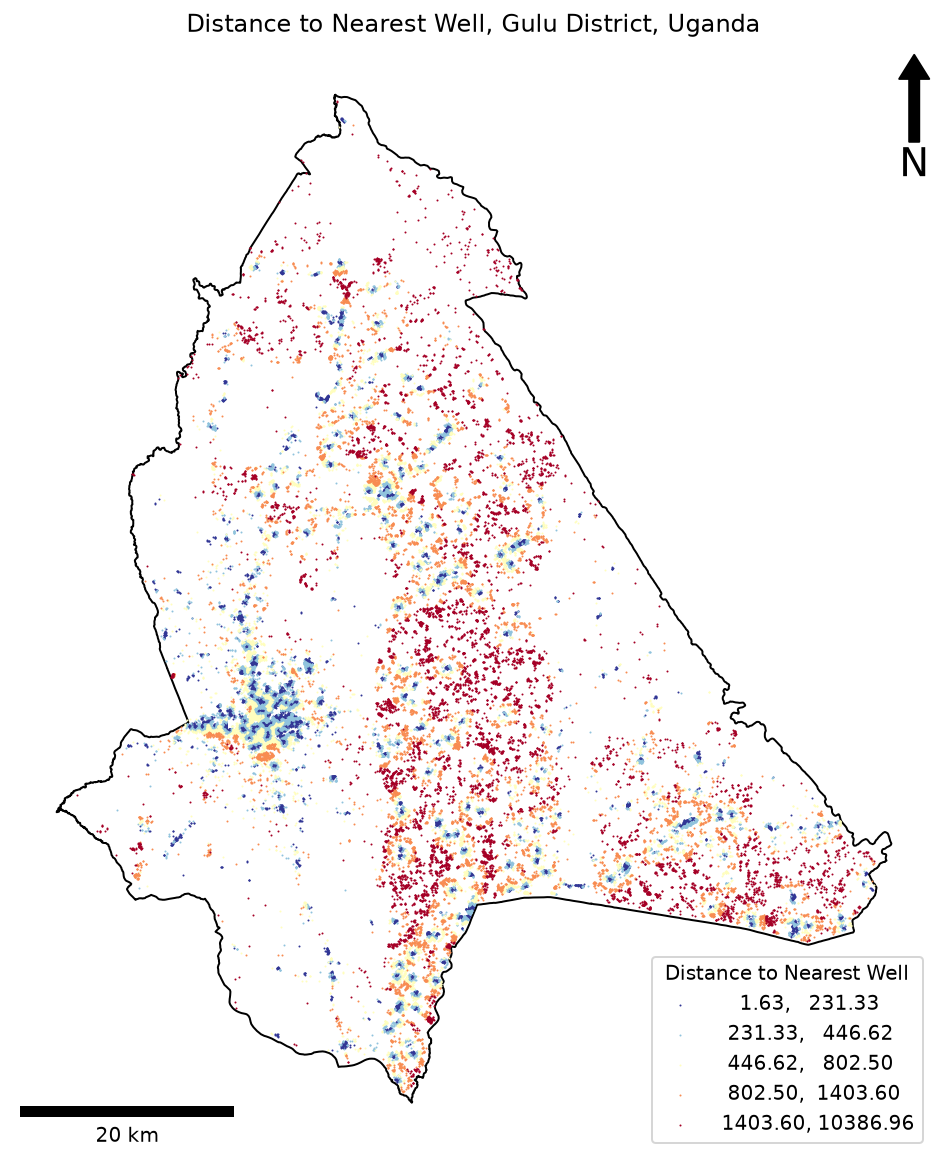 Distance to Nearest Well, Gulu District, Uganda
N
Distance to Nearest Well
1.63, 231.33
231.33, 446.62
446.62, 802.50
802.50, 1403.60
1403.60, 10386.96
20 km